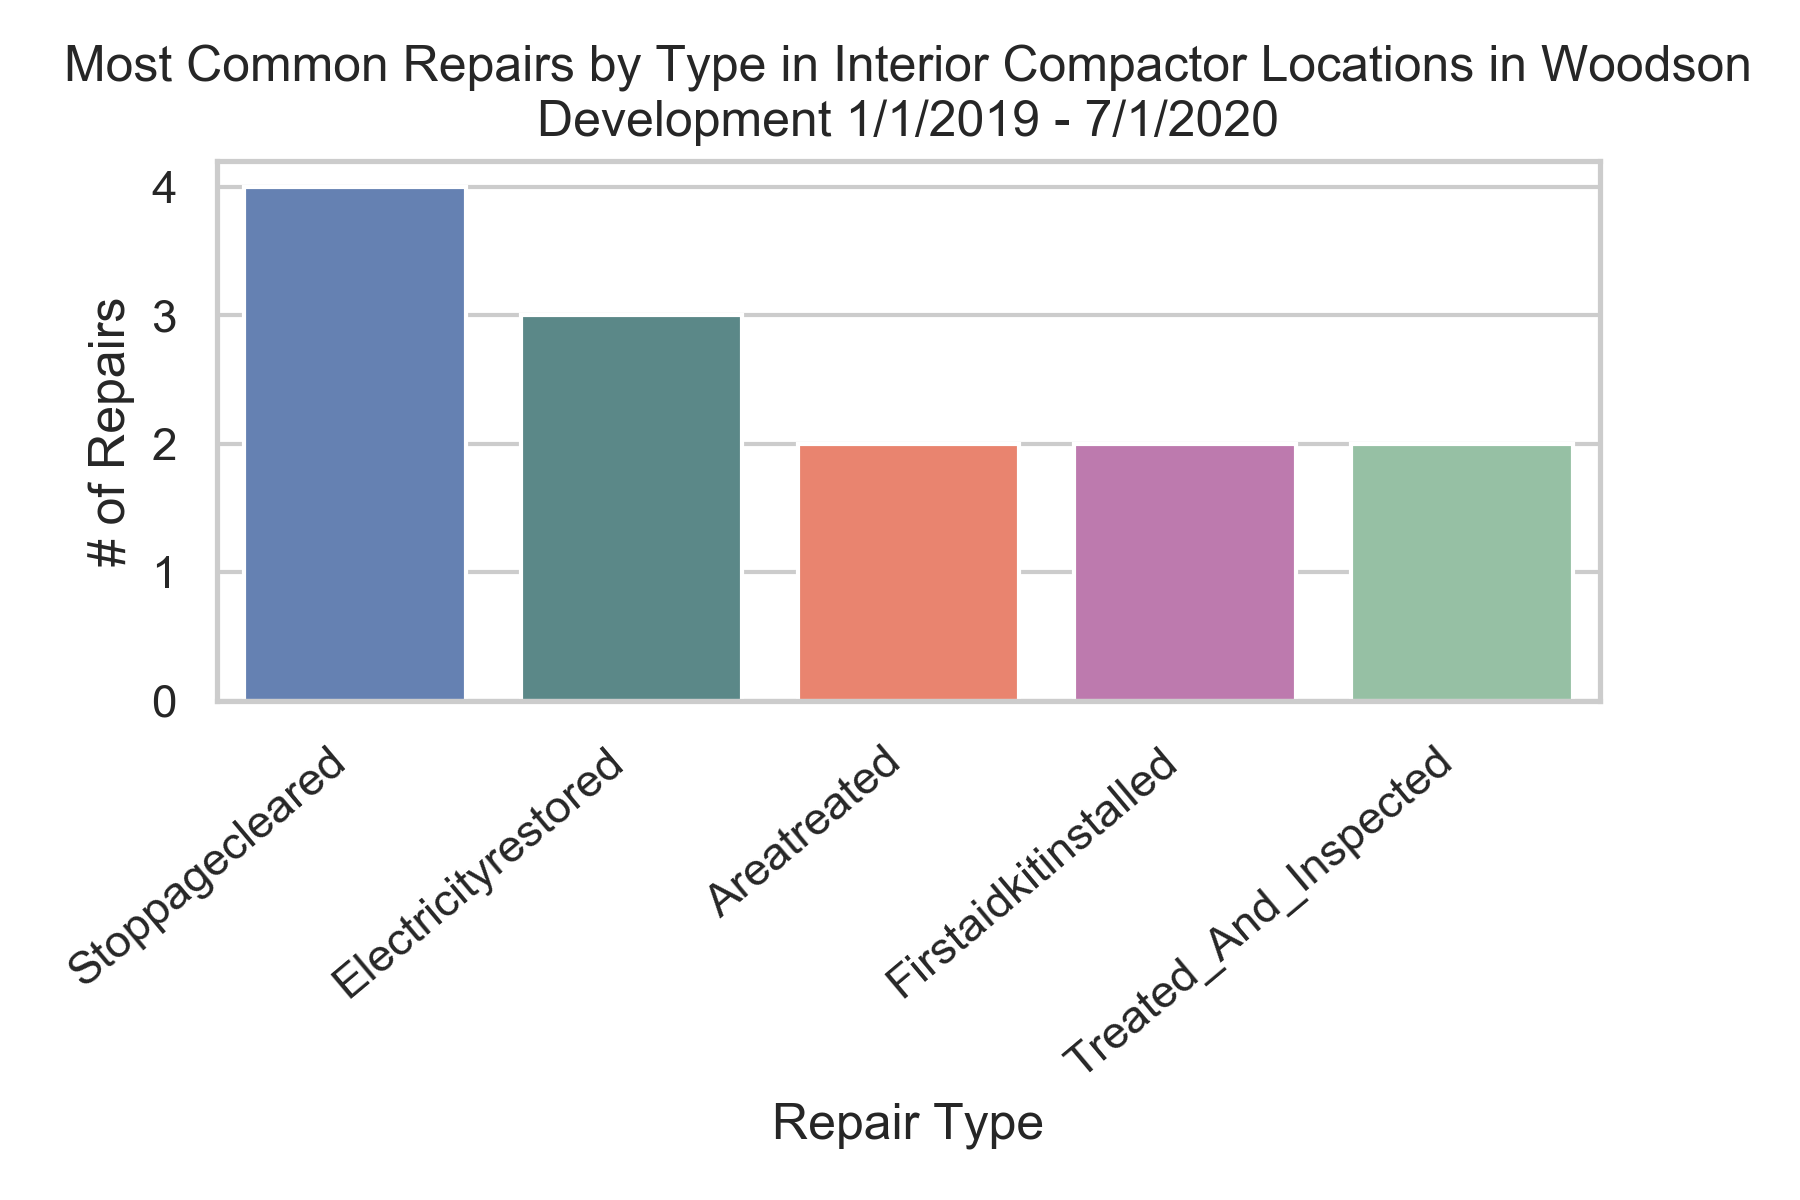 Most Common Repairs by Type in Interior Compactor Locations in Woodson
Development 1/1/2019 - 7/1/2020
# of Repairs
4
3
2
1
0
Stoppagecleared
Electricityrestored
Areatreated
Firstaidkitinstalled
Treated_And_Inspected
Repair Type